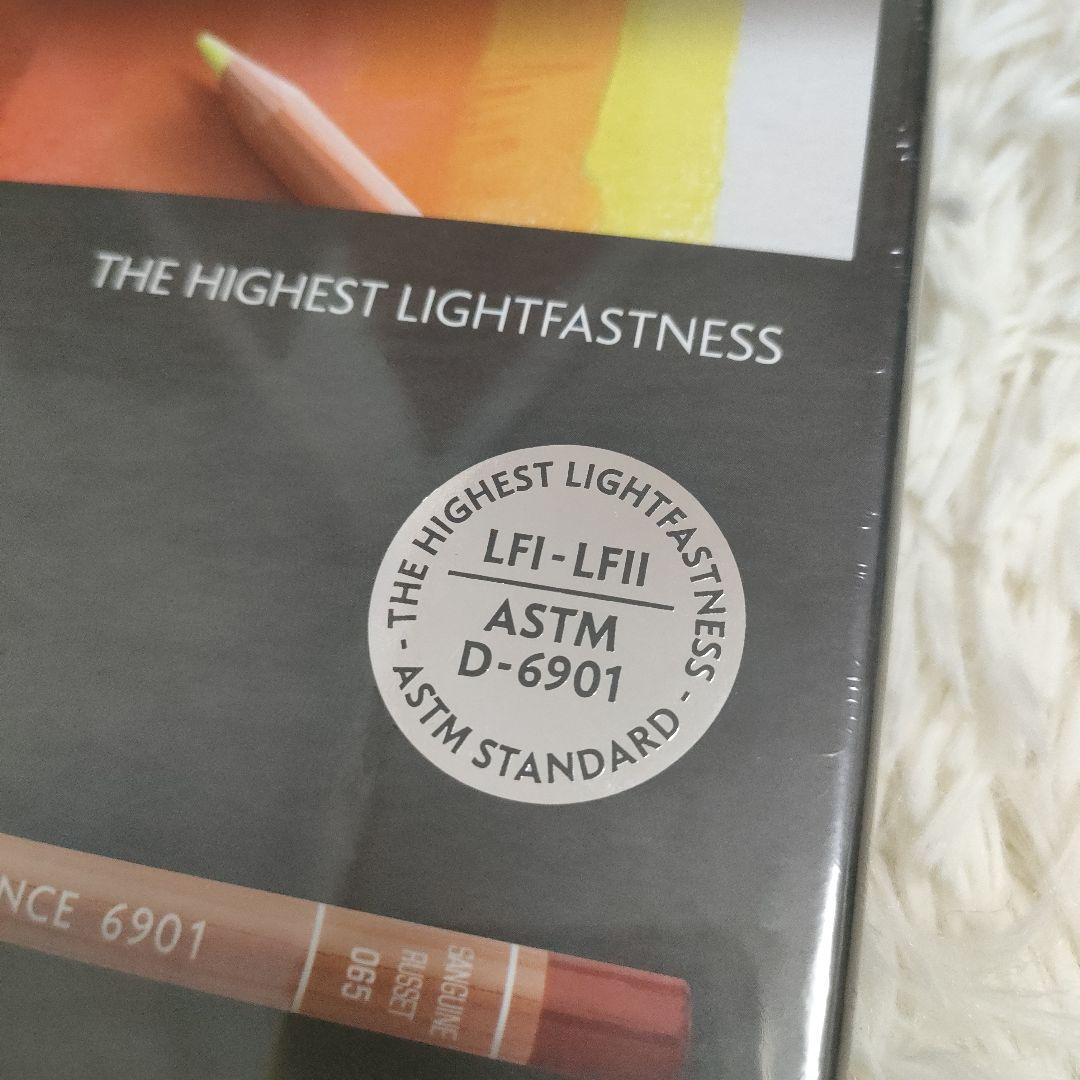 THE HIGHEST LIGHTFASTNESS
- THE HIGHEST LIGHTFASTNESS -
LFI-LFII
ASTM
D-6901
ASTM STANDARD
NCE 6901
065
SANGUINE
RUSSET